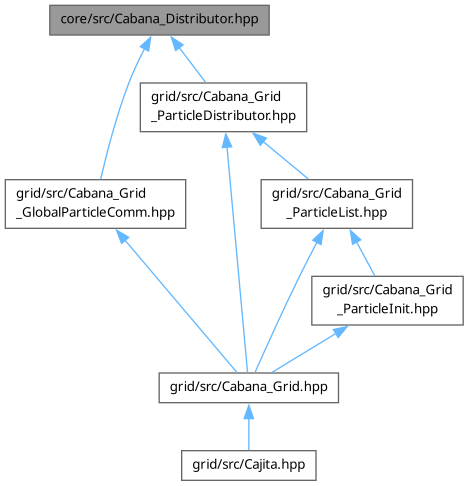 core/src/Cabana_Distributor.hpp
grid/src/Cabana_Grid
_ParticleDistributor.hpp
grid/src/Cabana_Grid
_GlobalParticleComm.hpp
grid/src/Cabana_Grid
_ParticleList.hpp
grid/src/Cabana_Grid
_ParticleInit.hpp
grid/src/Cabana_Grid.hpp
grid/src/Cajita.hpp